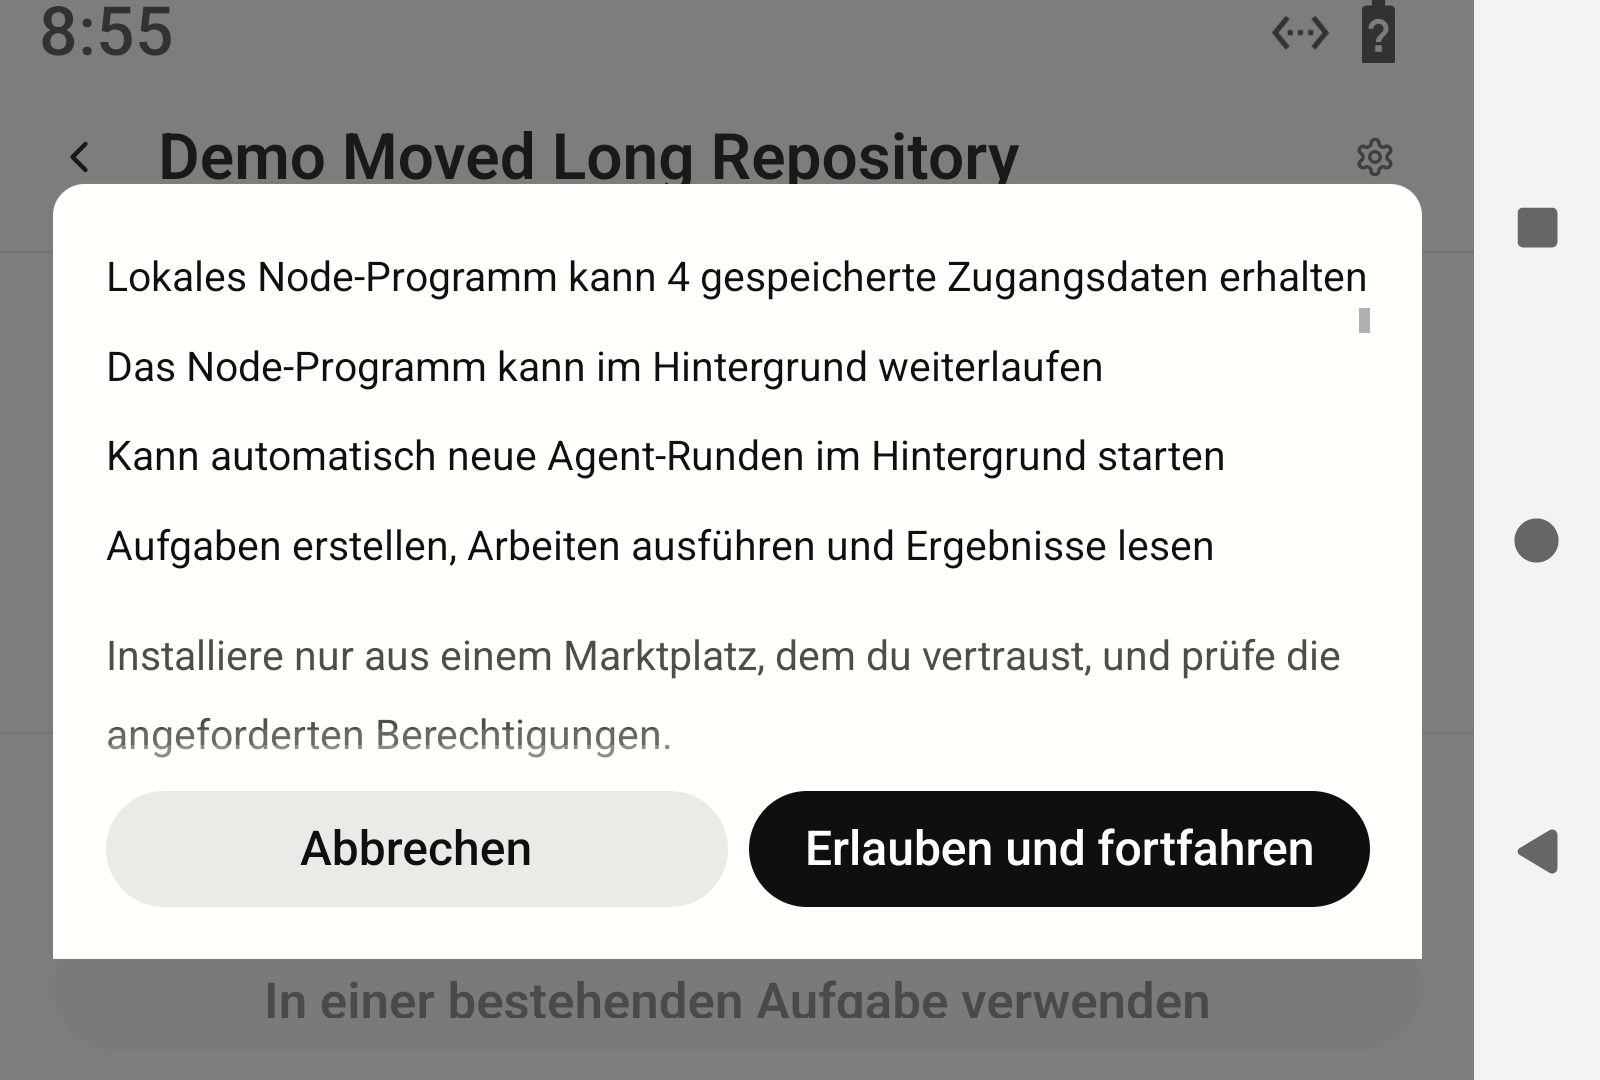 8:55
Demo Moved Long Repository
Lokales Node-Programm kann 4 gespeicherte Zugangsdaten erhalten
Das Node-Programm kann im Hintergrund weiterlaufen
Kann automatisch neue Agent-Runden im Hintergrund starten
Aufgaben erstellen, Arbeiten ausführen und Ergebnisse lesen
Installiere nur aus einem Marktplatz, dem du vertraust, und prüfe die
angeforderten Berechtigungen.
Abbrechen
Erlauben und fortfahren
In einer bestehenden Aufgabe verwenden